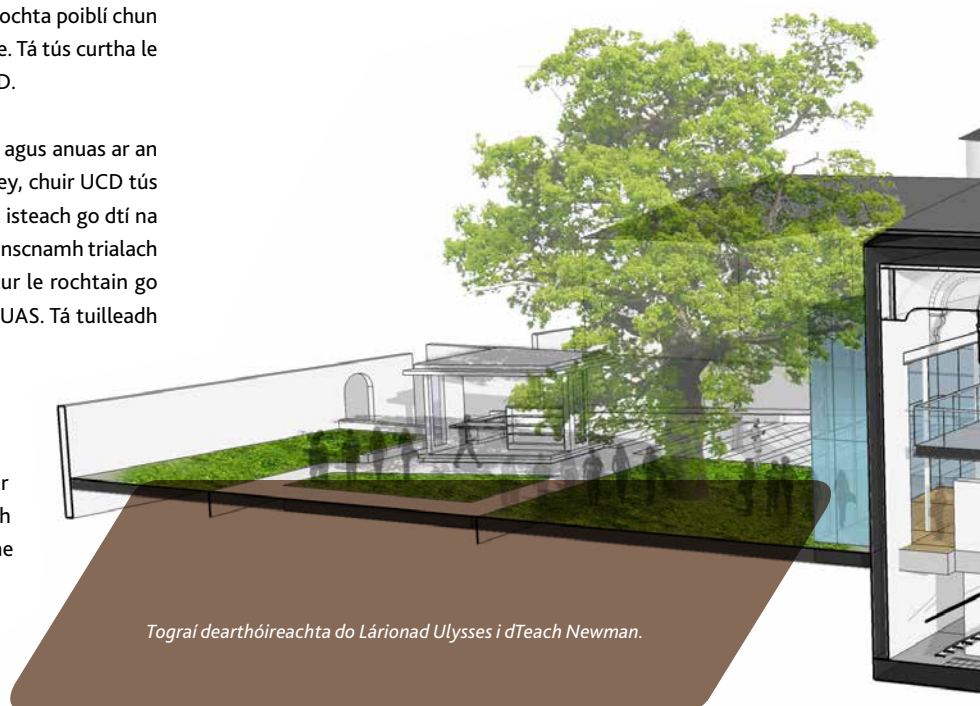 ochta poiblí chun
e. Tá tús curtha le
D.
agus anuas ar an
ey, chuir UCD tús
isteach go dtí na
nscnamh trialach
ur le rochtain go
UAS. Tá tuilleadh
r
h
ne
Tograí dearthóireachta do Lárionad Ulysses i dTeach Newman.